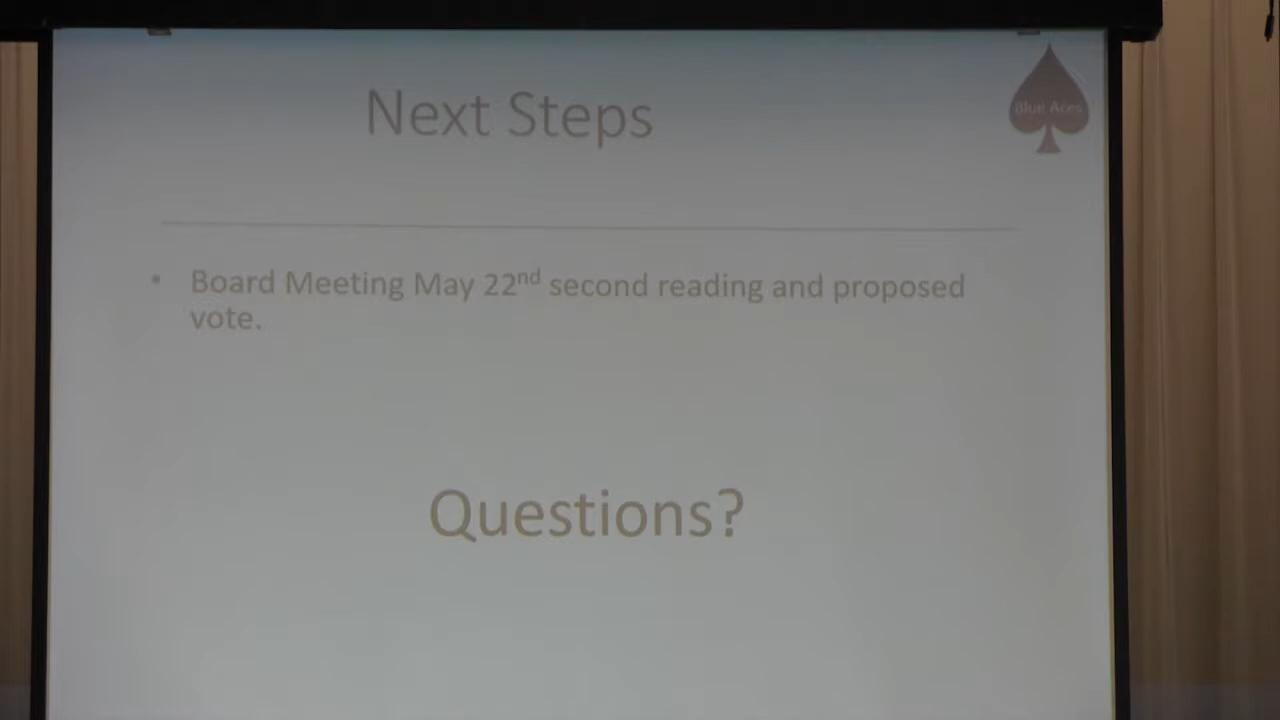 Next Steps
Blue Aces
• Board Meeting May 22nd second reading and proposed
vote.
Questions?